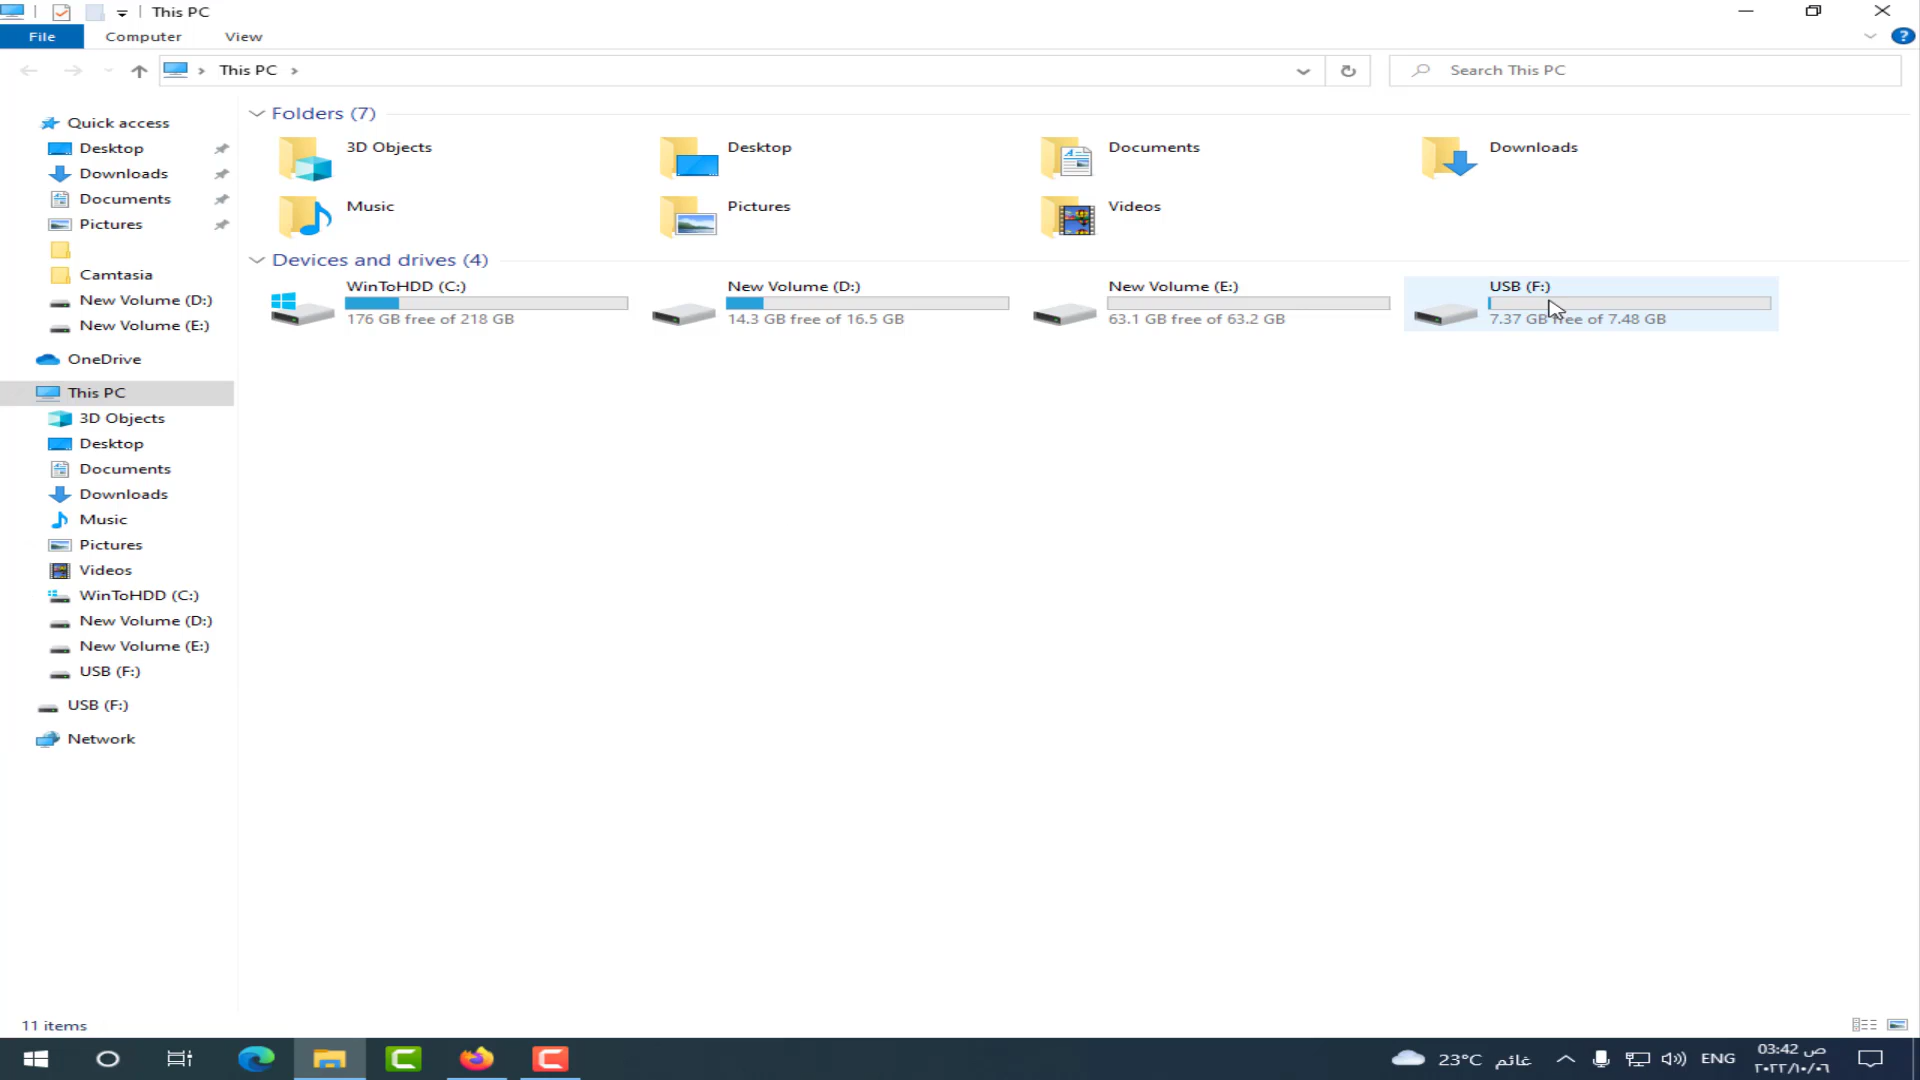 This PC
File
Computer
View
This PC
Search This PC
Quick access
Desktop
Downloads
Documents
Pictures
Camtasia
New Volume (D:)
New Volume (E:)
OneDrive
This PC
3D Objects
Desktop
Documents
Downloads
Music
Pictures
Videos
WinToHDD (C:)
New Volume (D:)
New Volume (E:)
USB (F:)
USB (F:)
Network
Folders (7)
3D Objects
Desktop
Documents
Downloads
Music
Pictures
Videos
Devices and drives (4)
WinToHDD (C:)
176 GB free of 218 GB
New Volume (D:)
14.3 GB free of 16.5 GB
New Volume (E:)
63.1 GB free of 63.2 GB
USB (F:)
7.37 GB free of 7.48 GB
11 items
23°C غائم
ENG
03:42 ص
٢٠٢٢/١٠/٠٦